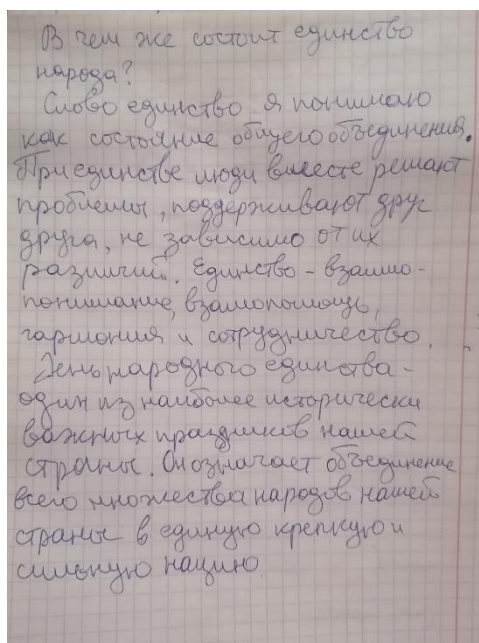 В чем же состоит единство
народа?
Слово единство я понимаю
как состояние общего объединения.
При единстве люди вместе решают
проблемы, поддерживают друг
друга, не зависимо от их
различий. Единство - взаимо-
понимание, взамопомощь,
гармония и сотрудничество.
День народного единства -
один из наиболее исторически
важных праздников нашей
страны. Он означает объединение
всего множества народов нашей
страны в единую крепкую и
сильную нацию